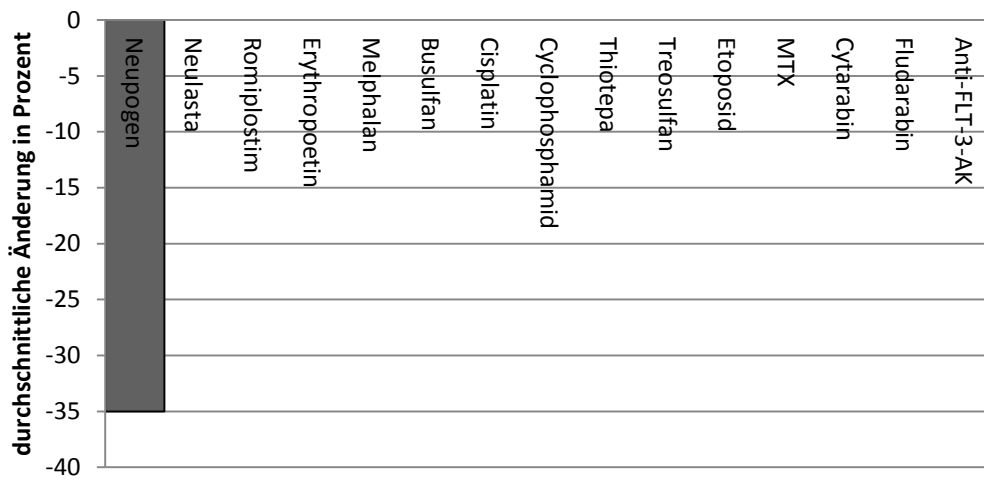 durchschnittliche Änderung in Prozent
0
-5
-10
-15
-20
-25
-30
-35
-40
Neupogen
Neulasta
Romiplostim
Erythropoetin
Melphalan
Busulfan
Cisplatin
Cyclophosphamid
Thiotepa
Treosulfan
Etoposid
MTX
Cytarabin
Fludarabin
Anti-FLT-3-AK